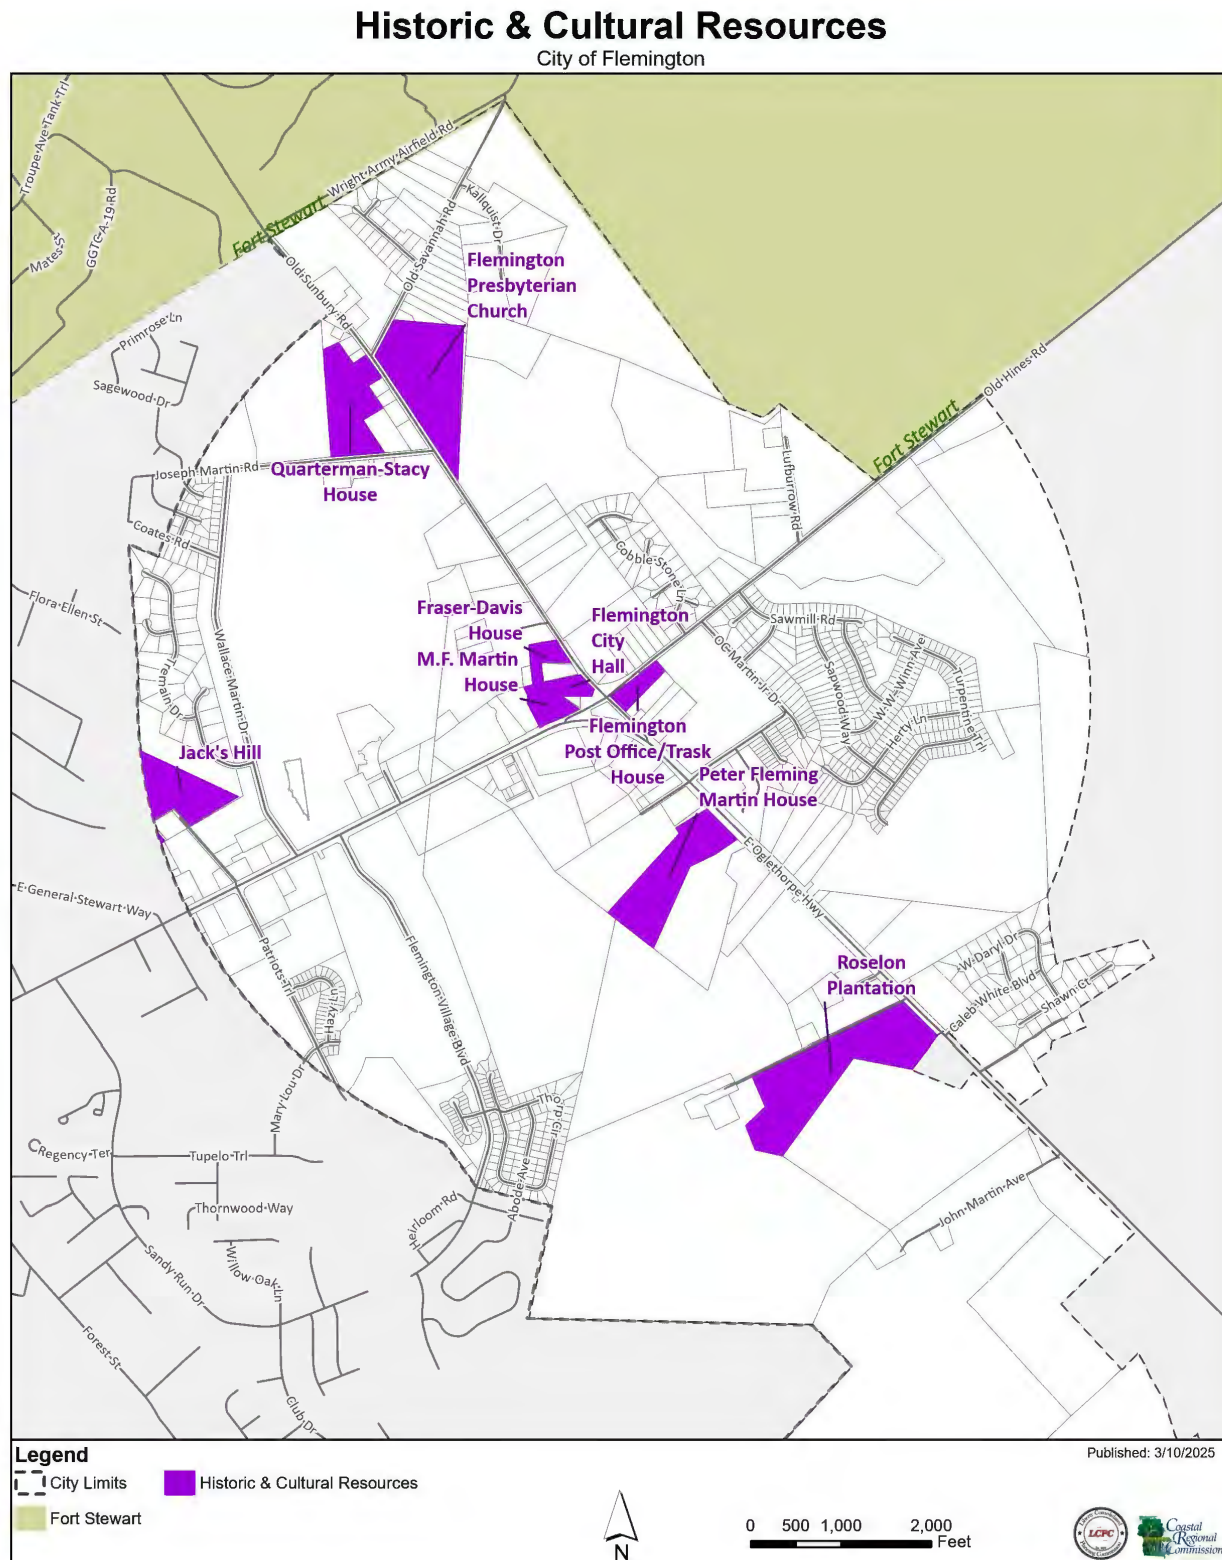 Historic & Cultural Resources
City of Flemington
Troupe Ave Tank Trl
GGTC-A-19 Rd
Mates St
Fort Stewart
Wright Army Airfield Rd
Kallquist Dr
Old Savannah Rd
Old Sunbury Rd
Flemington
Presbyterian
Church
Primrose Ln
Sagewood Dr
Old Hines Rd
Fort Stewart
Joseph Martin Rd
Quarterman-Stacy
House
Lufburrow Rd
Coates Rd
Cobble Stone Ln
Flora Ellen St
Fraser-Davis
House
M.F. Martin
House
Flemington
City
Hall
Sawmill Rd
OC Martin Jr Dr
Sapwood Way
W W Winn Ave
Turpentine Trl
Herty Ln
Wallace Martin Dr
Tremain Dr
Jack's Hill
Flemington
Post Office/Trask
House
Peter Fleming
Martin House
E Oglethorpe Hwy
E General Stewart Way
Patriots Trl
Flemington Village Blvd
Hazy Ln
Roselon
Plantation
W Daryl Dr
Caleb White Blvd
Shawn Ct
Mary Lou Dr
Thorp Cir
Abode Ave
Regency Ter
Tupelo Trl
Thornwood Way
Heirloom Rd
John Martin Ave
Sandy Run Dr
Willow Oak Ln
Forest St
Club Dr
Legend
City Limits
Historic & Cultural Resources
Fort Stewart
Published: 3/10/2025
N
0 500 1,000 2,000
Feet
LCPC
Coastal
Regional
Commission